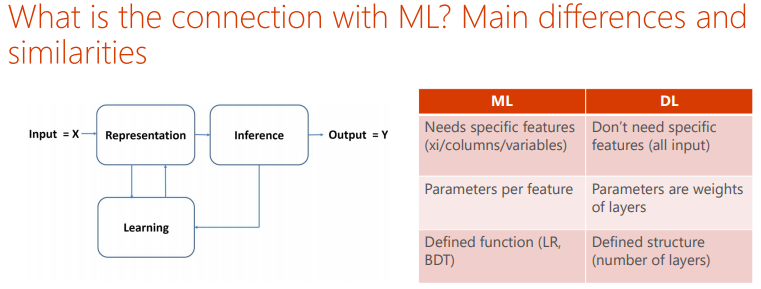 What is the connection with ML? Main differences and
similarities
Input = X
Representation
Inference
Output = Y
Learning
ML
DL
Needs specific features
(xi/columns/variables)
Don't need specific
features (all input)
Parameters per feature
Parameters are weights
of layers
Defined function (LR,
BDT)
Defined structure
(number of layers)